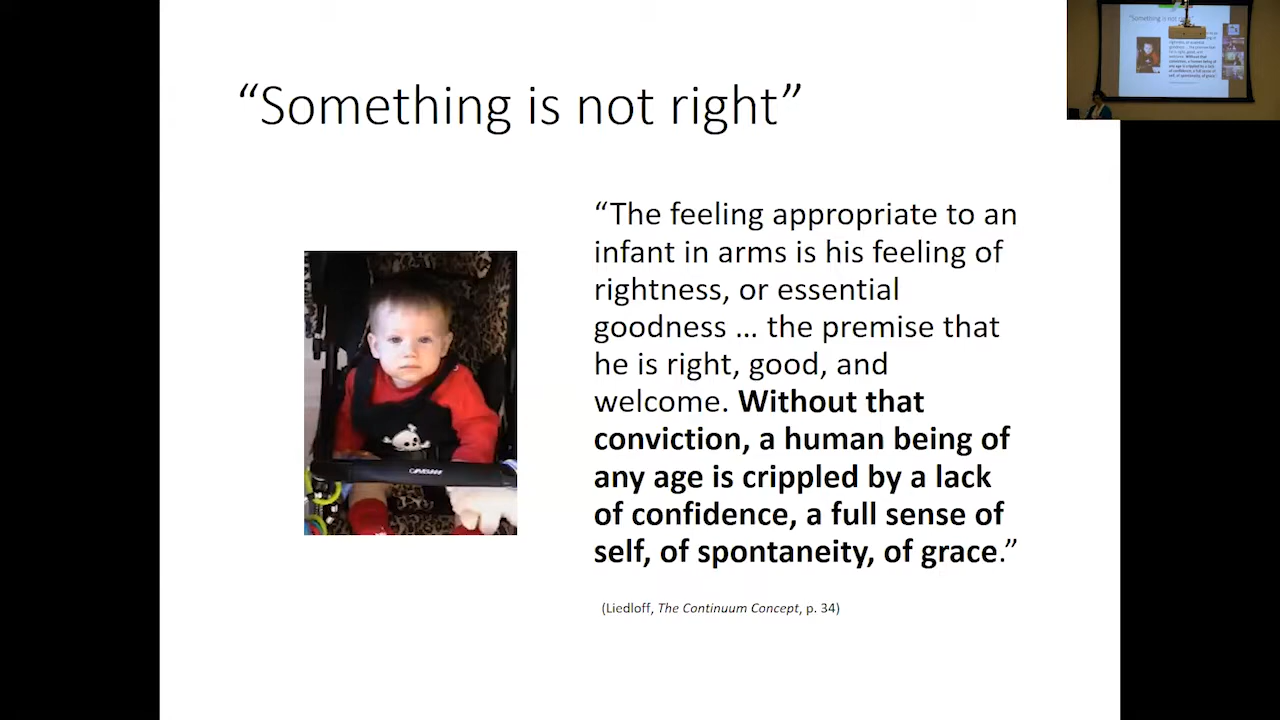 “Something is not right”
“The feeling appropriate to an
infant in arms is his feeling of
rightness, or essential
goodness … the premise that
he is right, good, and
welcome. Without that
conviction, a human being of
any age is crippled by a lack
of confidence, a full sense of
self, of spontaneity, of grace.”
(Liedloff, The Continuum Concept, p. 34)